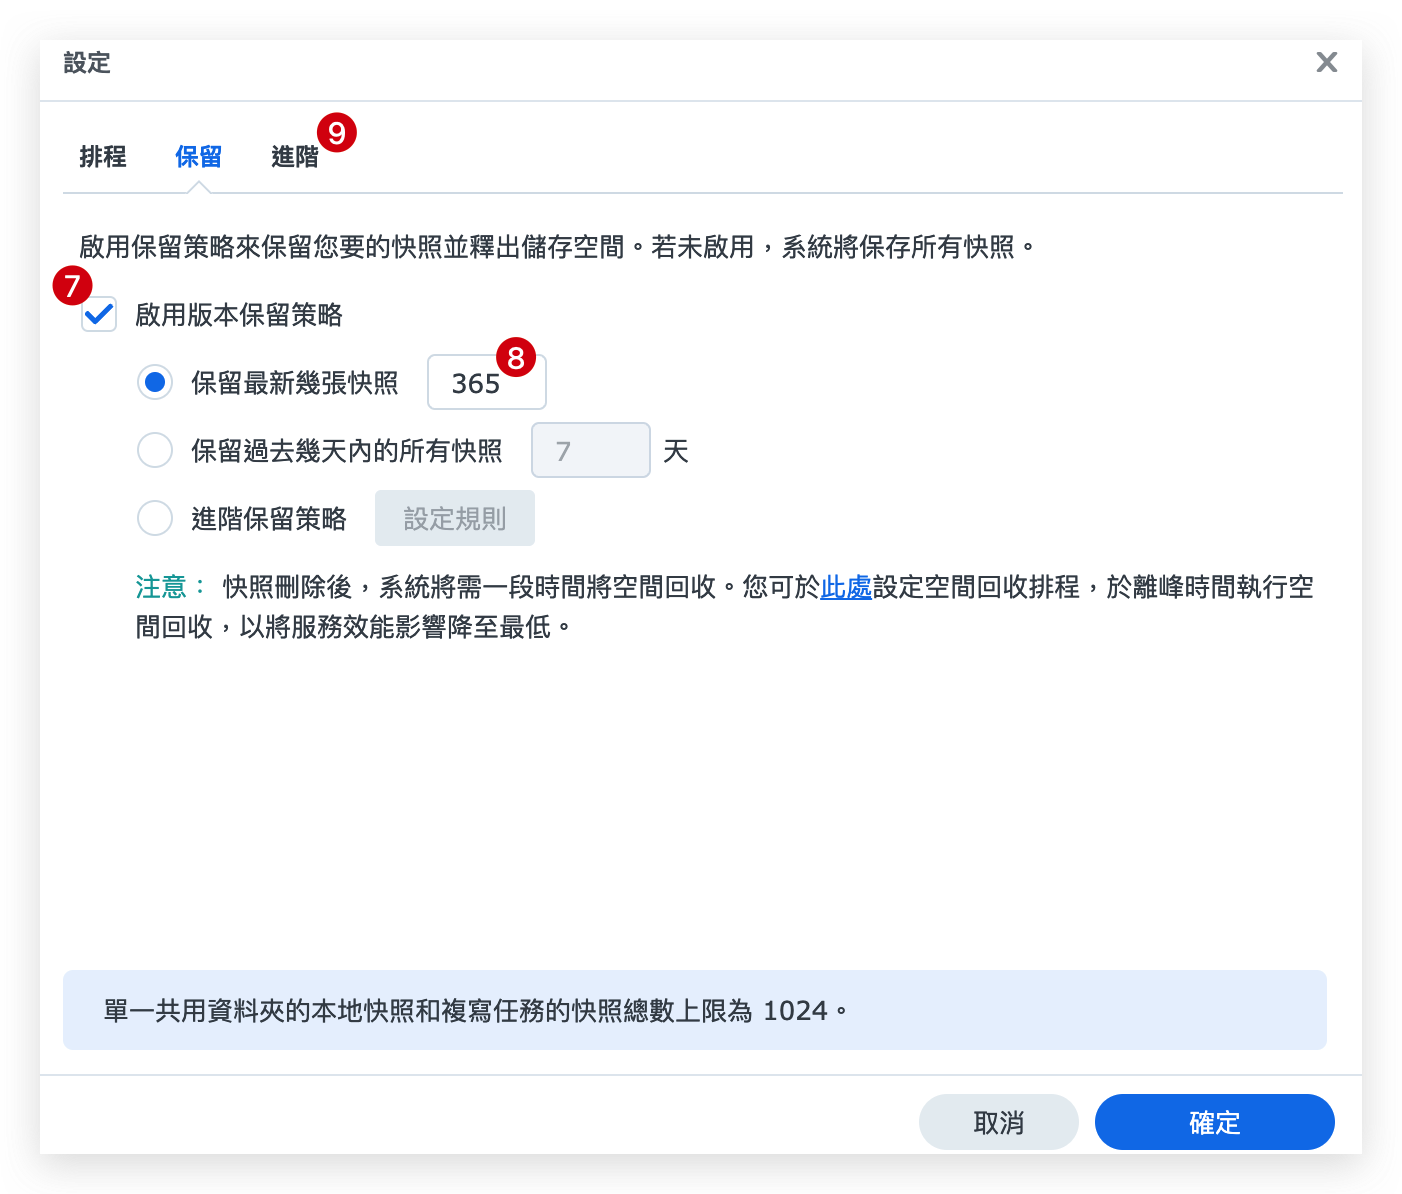 設定
排程 保留 進階 9
啟用保留策略來保留您要的快照並釋出儲存空間。若未啟用，系統將保存所有快照。
7
啟用版本保留策略
8
保留最新幾張快照 365
保留過去幾天內的所有快照 7 天
進階保留策略 設定規則
注意： 快照刪除後，系統將需一段時間將空間回收。您可於此處設定空間回收排程，於離峰時間執行空
間回收，以將服務效能影響降至最低。
單一共用資料夾的本地快照和複寫任務的快照總數上限為 1024。
取消 確定